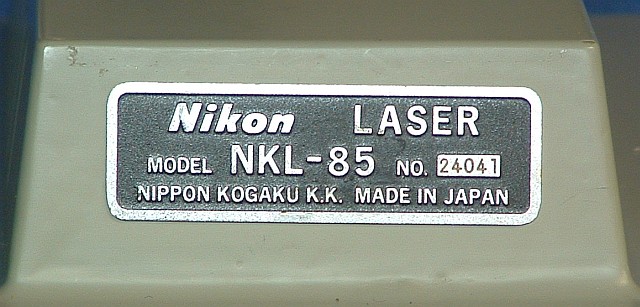 Nikon LASER
MODEL NKL-85 NO. 24041
NIPPON KOGAKU K.K. MADE IN JAPAN